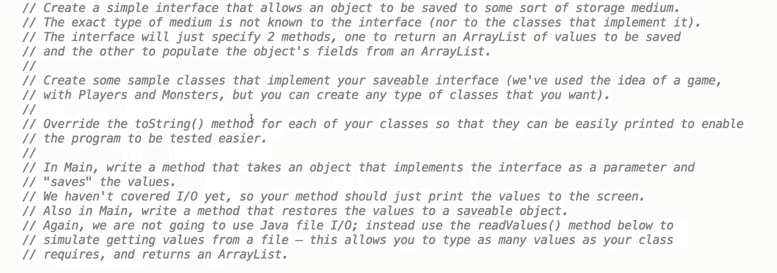 // Create a simple interface that allows an object to be saved to some sort of storage medium.
// The exact type of medium is not known to the interface (nor to the classes that implement it).
// The interface will just specify 2 methods, one to return an ArrayList of values to be saved
// and the other to populate the object's fields from an ArrayList.
//
// Create some sample classes that implement your saveable interface (we've used the idea of a game,
// with Players and Monsters, but you can create any type of classes that you want).
//
// Override the toString() method for each of your classes so that they can be easily printed to enable
// the program to be tested easier.
//
// In Main, write a method that takes an object that implements the interface as a parameter and
// "saves" the values.
// We haven't covered I/O yet, so your method should just print the values to the screen.
// Also in Main, write a method that restores the values to a saveable object.
// Again, we are not going to use Java file I/O; instead use the readValues() method below to
// simulate getting values from a file – this allows you to type as many values as your class
// requires, and returns an ArrayList.